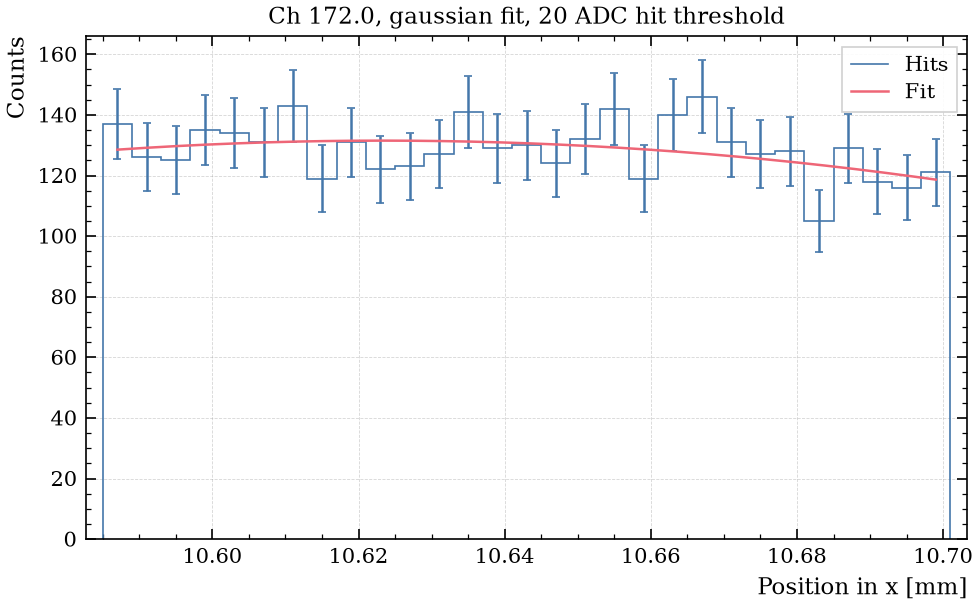 Ch 172.0, gaussian fit, 20 ADC hit threshold
Counts
160
140
120
100
80
60
40
20
0
Hits
Fit
10.60 10.62 10.64 10.66 10.68 10.70
Position in x [mm]